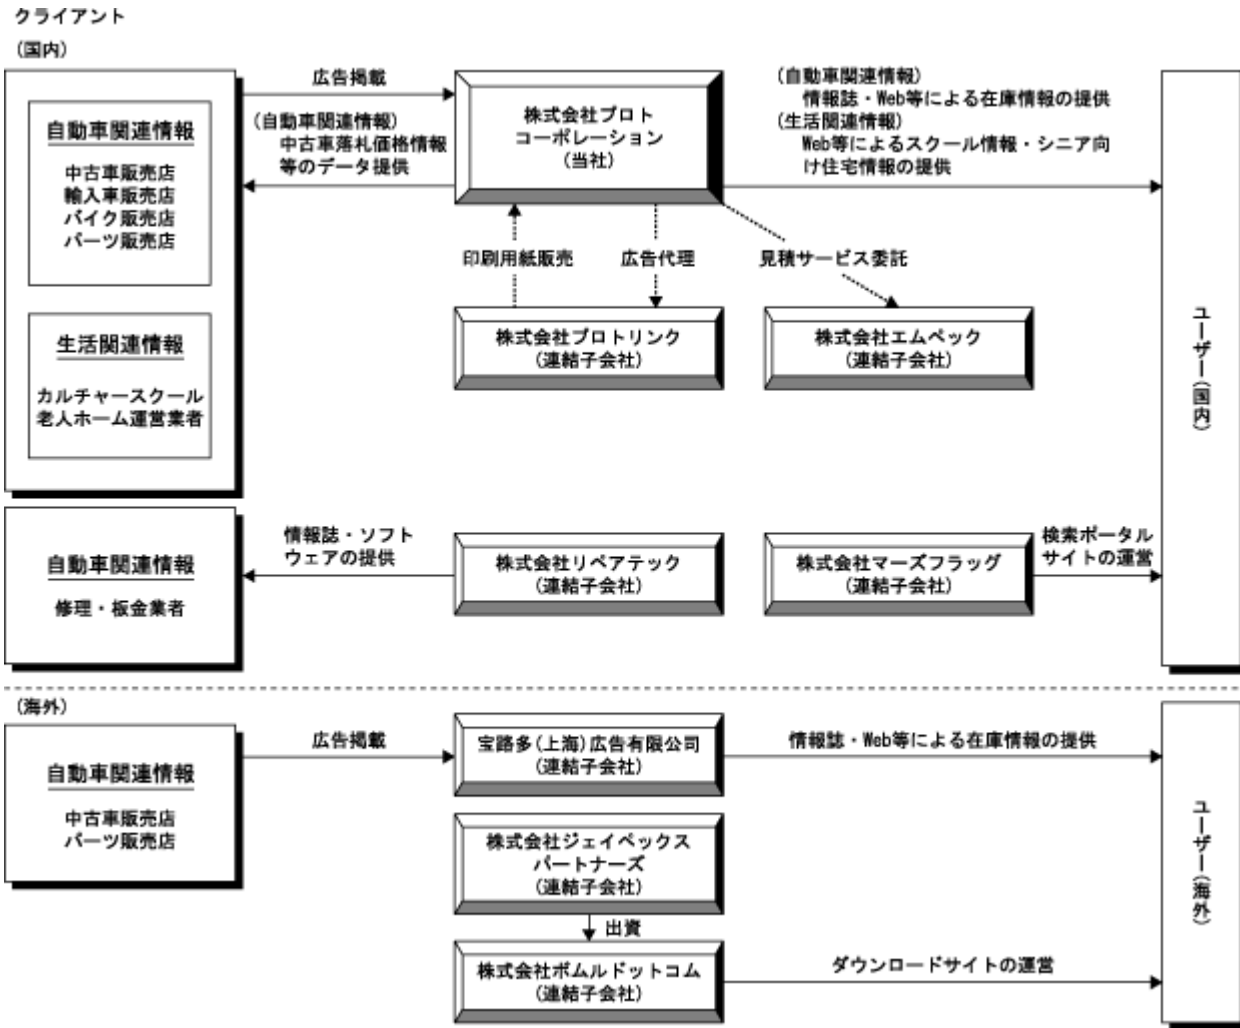 クライアント
(国内)
自動車関連情報
中古車販売店
輸入車販売店
バイク販売店
パーツ販売店
生活関連情報
カルチャースクール
老人ホーム運営業者
広告掲載
(自動車関連情報)
中古車落札価格情報
等のデータ提供
株式会社プロト
コーポレーション
(当社)
(自動車関連情報)
情報誌・Web等による在庫情報の提供
(生活関連情報)
Web等によるスクール情報・シニア向
け住宅情報の提供
印刷用紙販売
広告代理
見積サービス委託
株式会社プロトリンク
(連結子会社)
株式会社エムペック
(連結子会社)
ユーザー(国内)
自動車関連情報
修理・板金業者
情報誌・ソフト
ウェアの提供
株式会社リペアテック
(連結子会社)
株式会社マーズフラッグ
(連結子会社)
検索ポータル
サイトの運営
(海外)
自動車関連情報
中古車販売店
パーツ販売店
広告掲載
宝路多(上海)広告有限公司
(連結子会社)
情報誌・Web等による在庫情報の提供
株式会社ジェイペックス
パートナーズ
(連結子会社)
出資
株式会社ボムルドットコム
(連結子会社)
ダウンロードサイトの運営
ユーザー(海外)